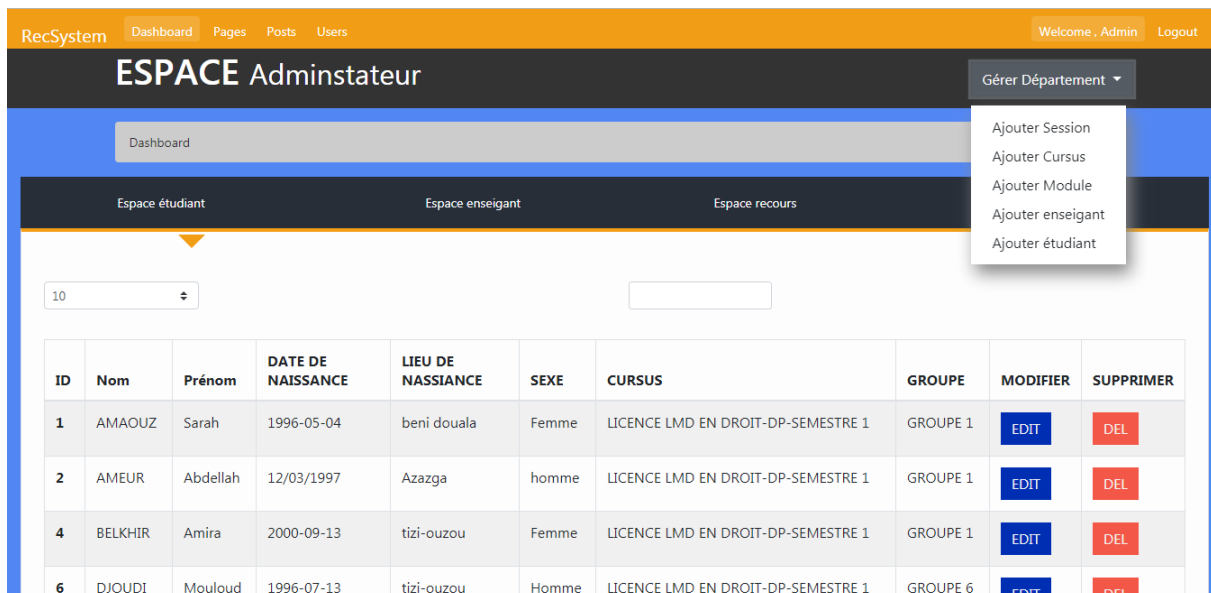 RecSystem Dashboard Pages Posts Users Welcome , Admin Logout
ESPACE Adminstateur
Gérer Département
Ajouter Session
Ajouter Cursus
Ajouter Module
Ajouter enseigant
Ajouter étudiant
Dashboard
Espace étudiant Espace enseigant Espace recours
10
ID Nom Prénom DATE DE NAISSANCE LIEU DE NASSIANCE SEXE CURSUS GROUPE MODIFIER SUPPRIMER
1 AMAOUZ Sarah 1996-05-04 beni douala Femme LICENCE LMD EN DROIT-DP-SEMESTRE 1 GROUPE 1 EDIT DEL
2 AMEUR Abdellah 12/03/1997 Azazga homme LICENCE LMD EN DROIT-DP-SEMESTRE 1 GROUPE 1 EDIT DEL
4 BELKHIR Amira 2000-09-13 tizi-ouzou Femme LICENCE LMD EN DROIT-DP-SEMESTRE 1 GROUPE 1 EDIT DEL
6 DJOUDI Mouloud 1996-07-13 tizi-ouzou Homme LICENCE LMD EN DROIT-DP-SEMESTRE 1 GROUPE 6 EDIT DEL